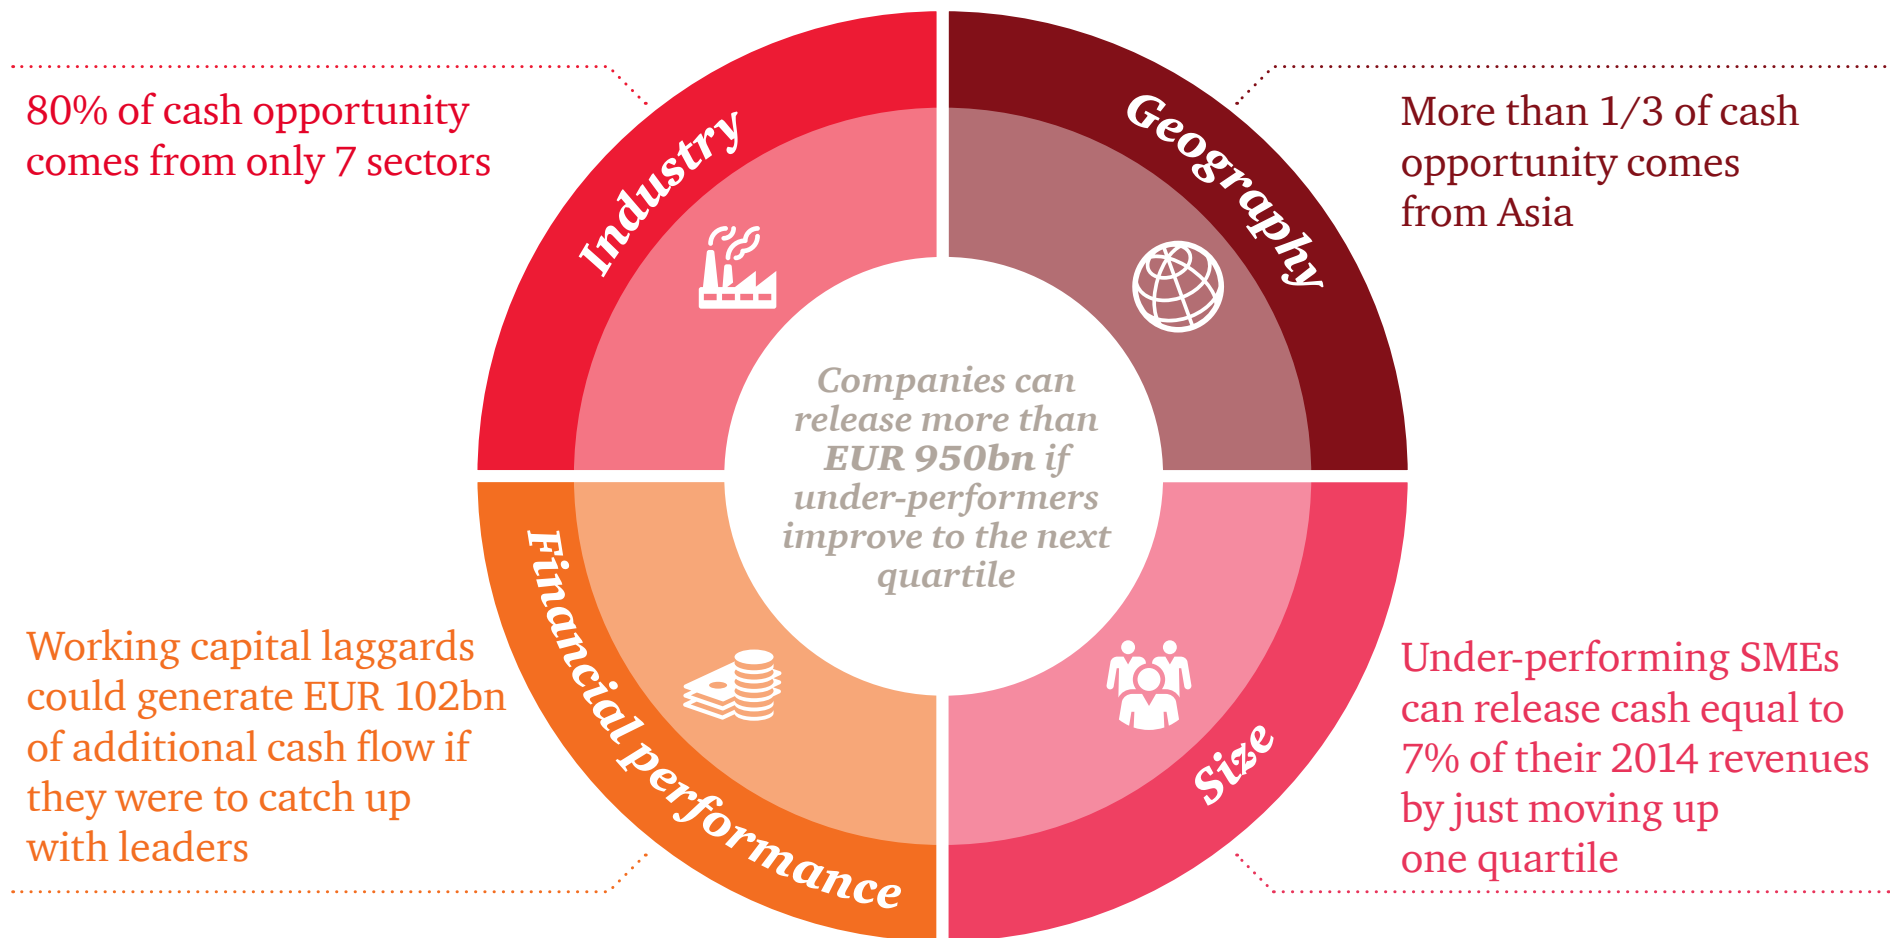 80% of cash opportunity
comes from only 7 sectors
Industry
Geography
More than 1/3 of cash
opportunity comes
from Asia
Companies can
release more than
EUR 950bn if
under-performers
improve to the next
quartile
Working capital laggards
could generate EUR 102bn
of additional cash flow if
they were to catch up
with leaders
Financial performance
Size
Under-performing SMEs
can release cash equal to
7% of their 2014 revenues
by just moving up
one quartile